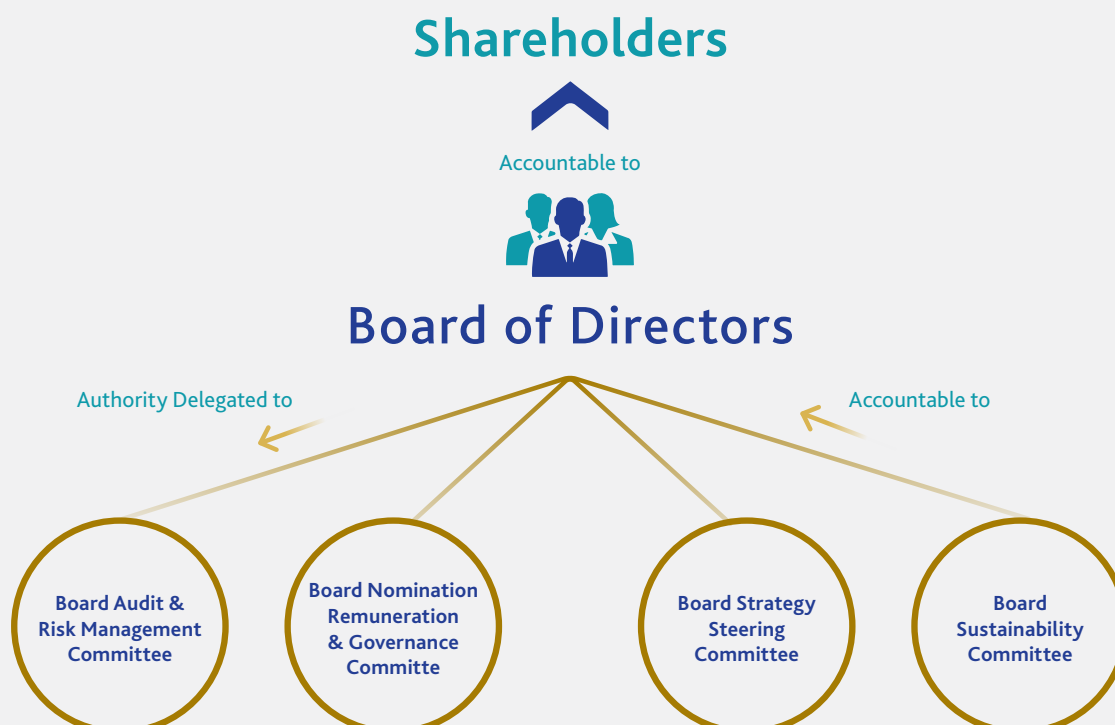 Shareholders
Accountable to
Board of Directors
Authority Delegated to
Accountable to
Board Audit &
Risk Management
Committee
Board Nomination
Remuneration
& Governance
Committe
Board Strategy
Steering
Committee
Board
Sustainability
Committee